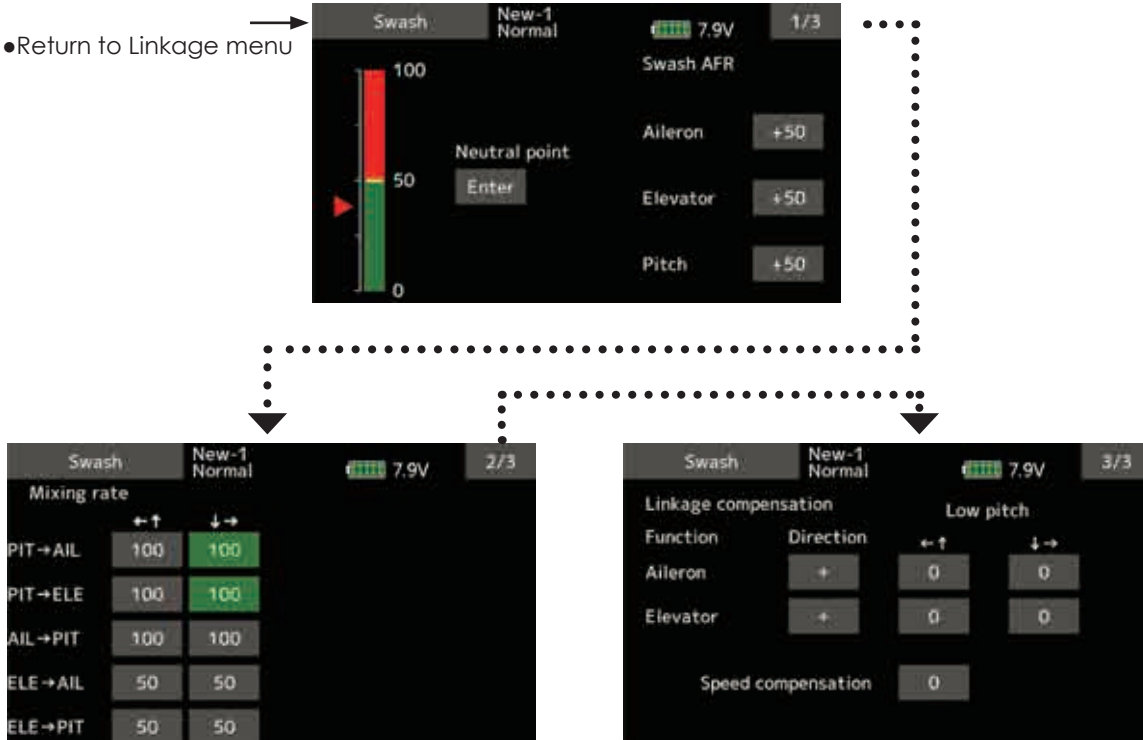 ●Return to Linkage menu
Swash New-1 Normal 7.9V 1/3
100
50
0
Neutral point
Enter
Swash AFR
Aileron +50
Elevator +50
Pitch +50
Swash New-1 Normal 7.9V 2/3
Mixing rate
←↑ ↓→
PIT→AIL 100 100
PIT→ELE 100 100
AIL→PIT 100 100
ELE→AIL 50 50
ELE→PIT 50 50
Swash New-1 Normal 7.9V 3/3
Linkage compensation Low pitch
Function Direction ←↑ ↓→
Aileron + 0 0
Elevator + 0 0
Speed compensation 0